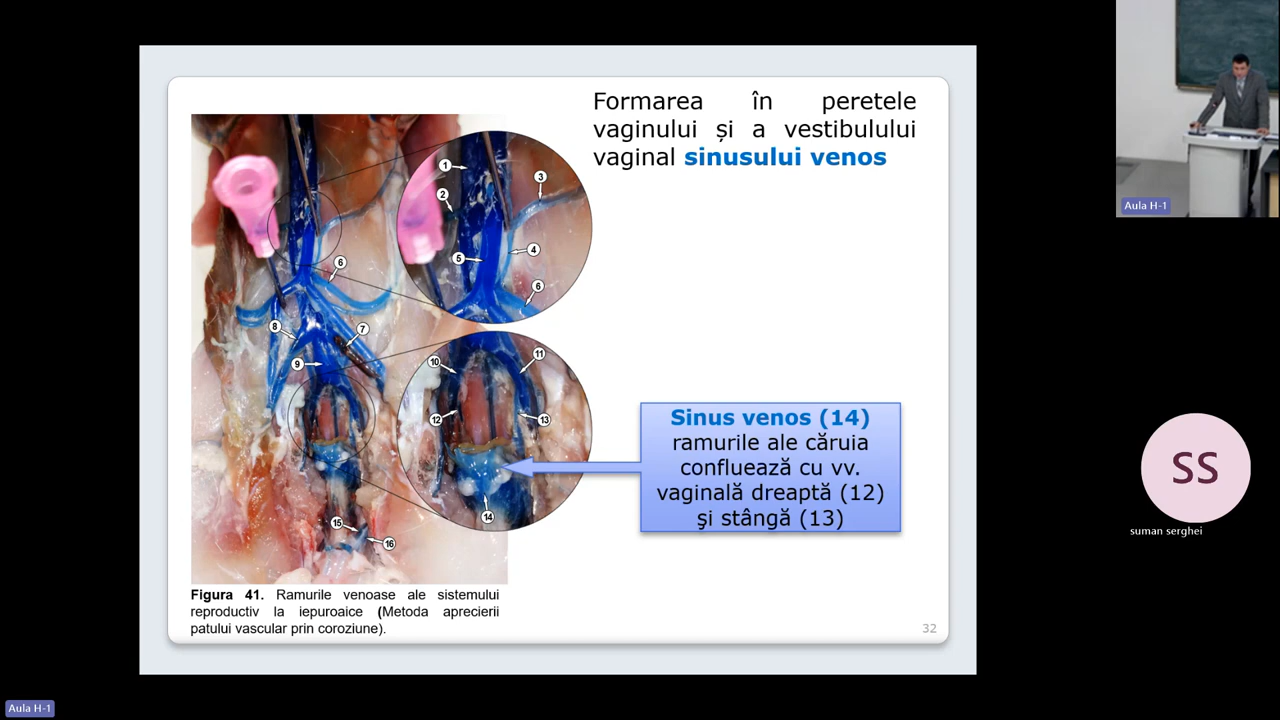 Formarea în peretele
vaginului și a vestibulului
vaginal sinusului venos
1
2
3
4
5
6
6
7
8
9
10
11
12
13
14
15
16
Sinus venos (14)
ramurile ale căruia
confluează cu vv.
vaginală dreaptă (12)
şi stângă (13)
Figura 41. Ramurile venoase ale sistemului
reproductiv la iepuroaice (Metoda aprecierii
patului vascular prin coroziune).
32
Aula H-1
SS
suman serghei
Aula H-1